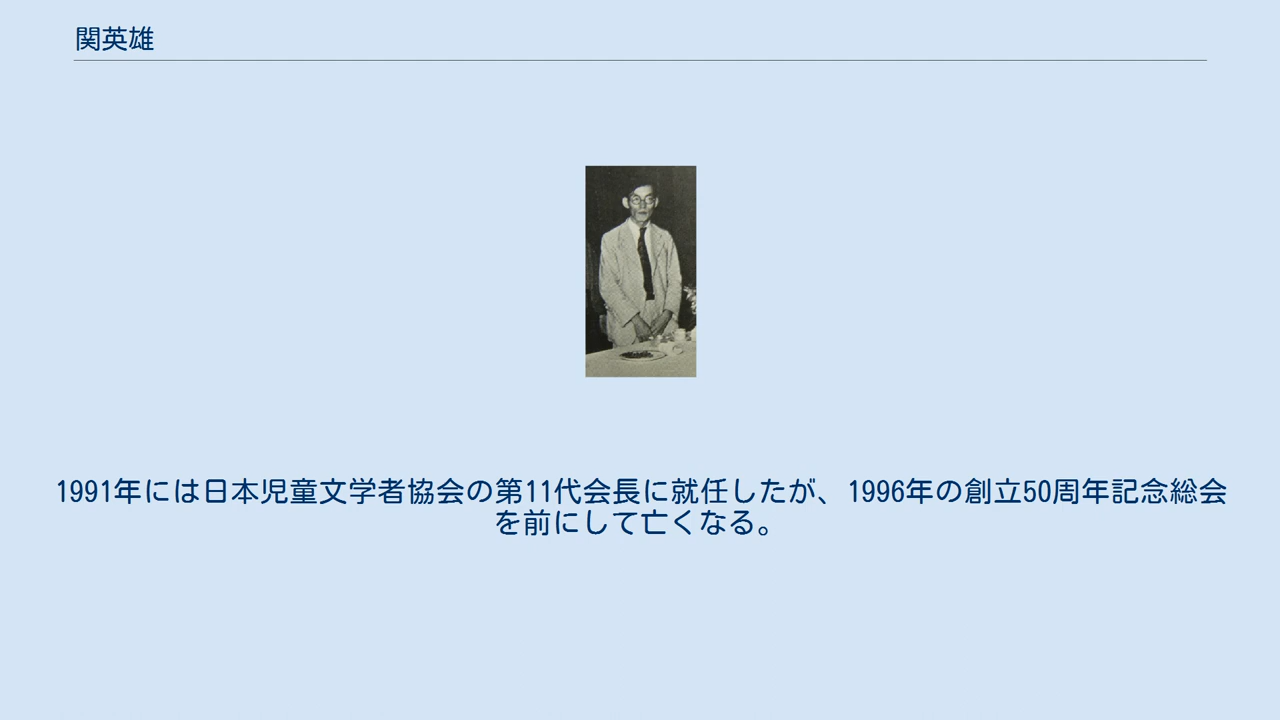 関英雄
1991年には日本児童文学者協会の第11代会長に就任したが、1996年の創立50周年記念総会
を前にして亡くなる。